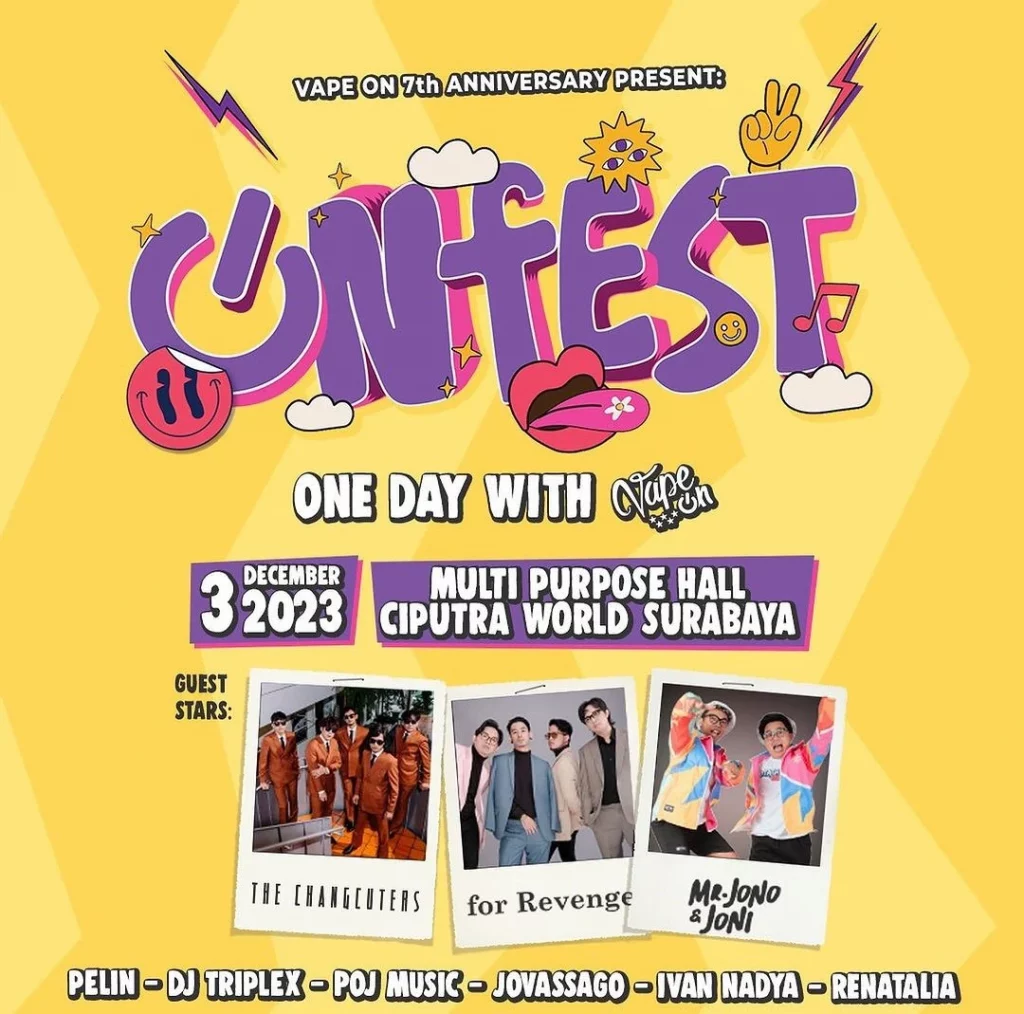 VAPE ON 7th ANNIVERSARY PRESENT:
ONfEST
ONE DAY WITH Vape On
3 DECEMBER 2023
MULTI PURPOSE HALL
CIPUTRA WORLD SURABAYA
GUEST
STARS:
THE CHANGCUTERS
for Revenge
MR. JONO
& JONI
PELIN – DJ TRIPLEX – POJ MUSIC – JOVASSAGO – IVAN NADYA – RENATALIA